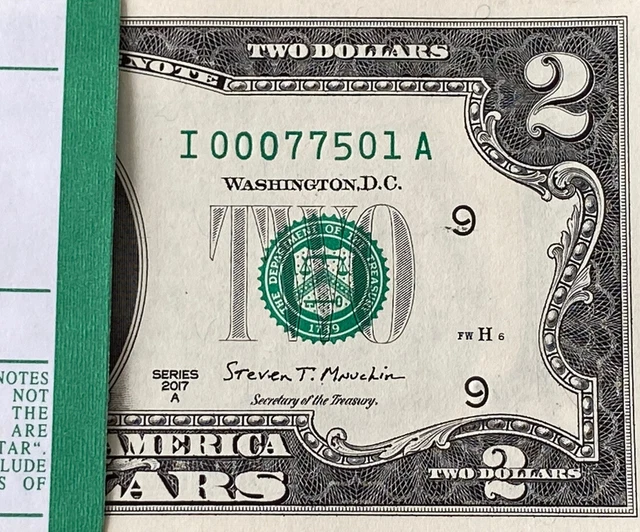 TWO DOLLARS
2
NOTE
I 00077501 A
WASHINGTON, D.C.
9
TWO
THE DEPARTMENT OF THE TREASURY
1789
FW H 6
SERIES
2017
A
Steven T. Mnuchin
Secretary of the Treasury.
9
NOTES
NOT
THE
ARE
TAR".
LUDE
S OF
AMERICA
LARS
TWO DOLLARS
2